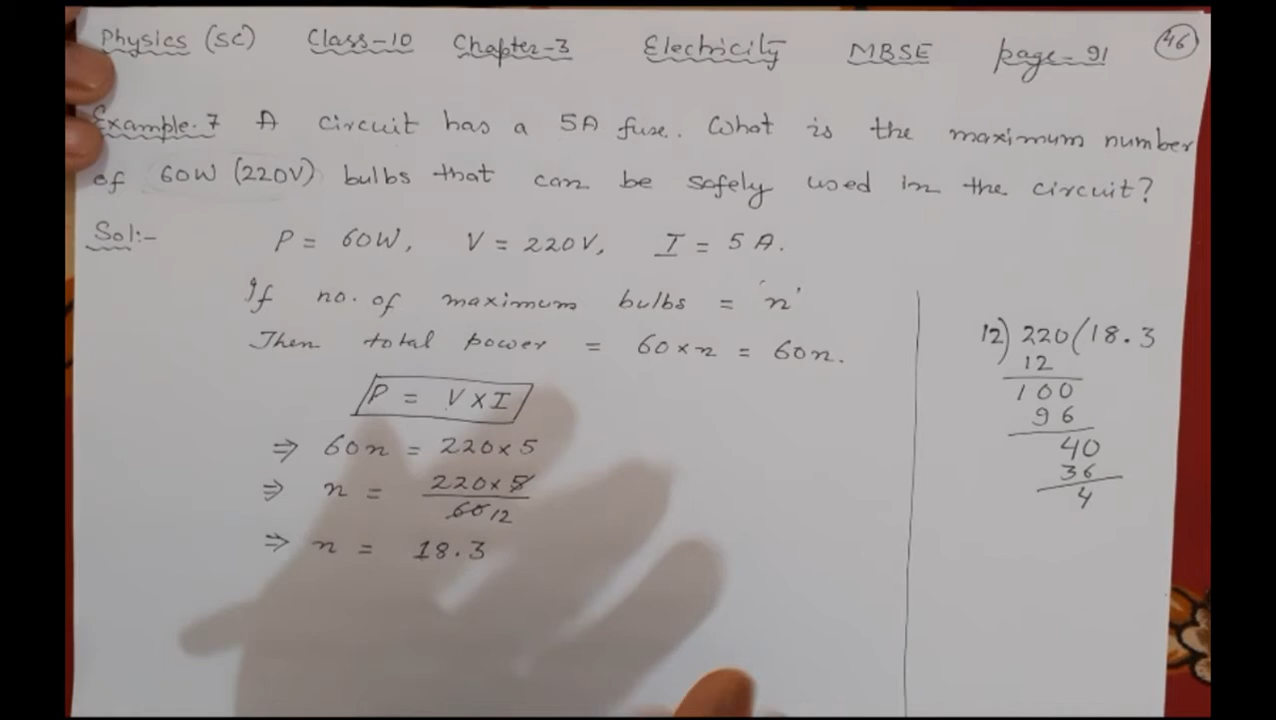 Physics (SC) Class-10 Chapter-3 Electricity MBSE page-91 46
Example.7 A circuit has a 5A fuse. What is the maximum number
of 60W (220V) bulbs that can be safely used in the circuit?
Sol:- P = 60W, V = 220V, I = 5A.
If no. of maximum bulbs = 'n'
Then total power = 60×n = 60n.
P = V×I
⇒ 60n = 220×5
⇒ n = 220×5
60 12
⇒ n = 18.3
12) 220 (18.3
12
100
96
40
36
4